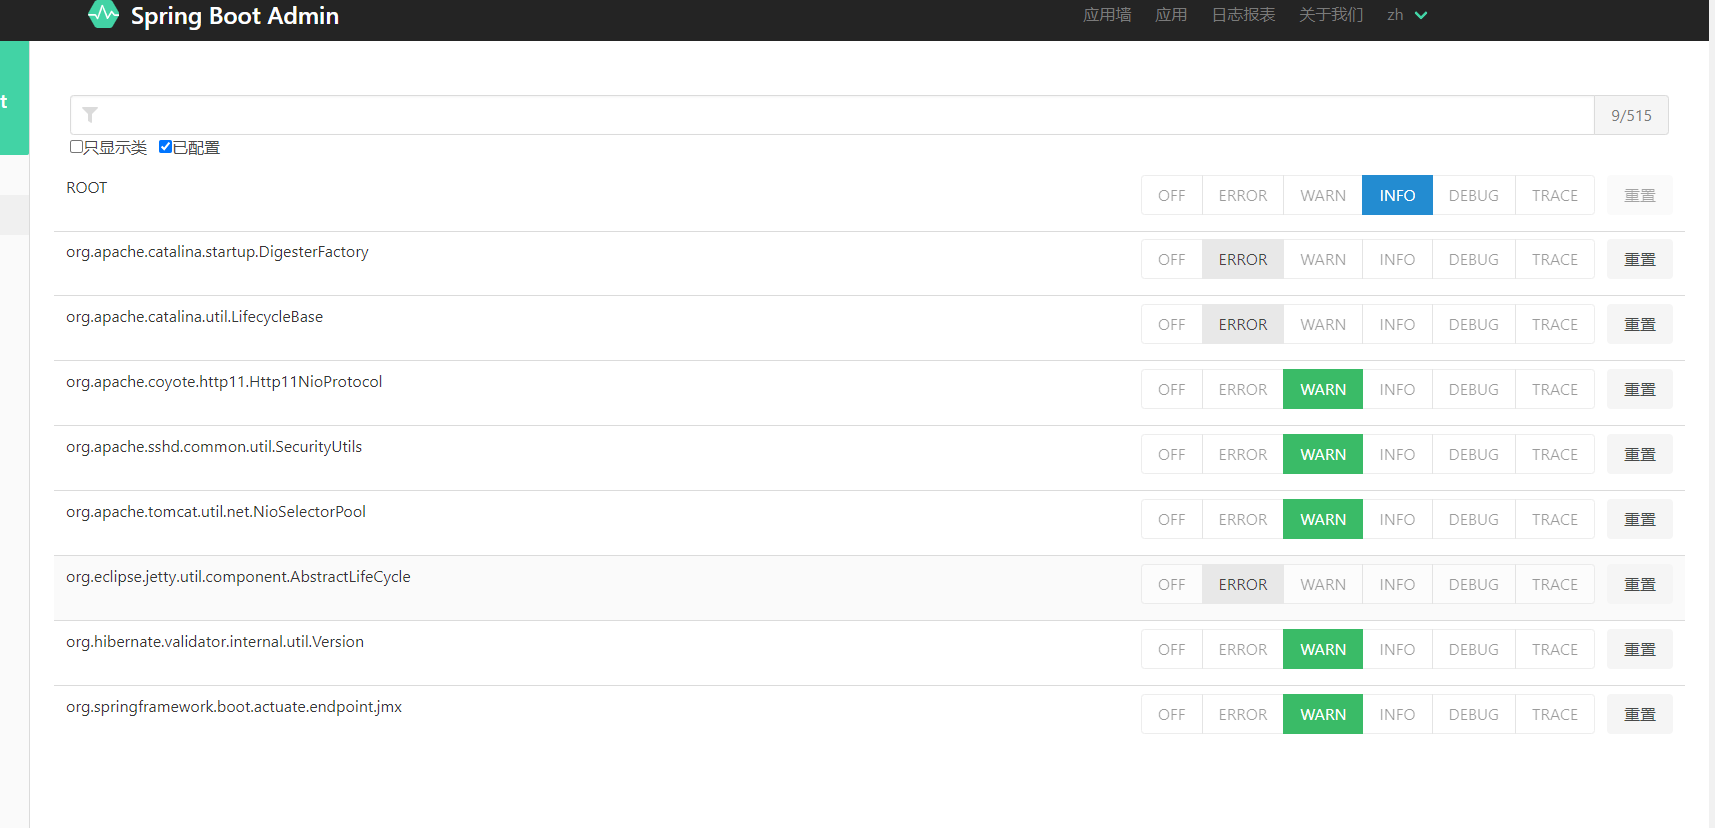 Spring Boot Admin 应用墙 应用 日志报表 关于我们 zh
t
9/515
只显示类 已配置
ROOT OFF ERROR WARN INFO DEBUG TRACE 重置
org.apache.catalina.startup.DigesterFactory OFF ERROR WARN INFO DEBUG TRACE 重置
org.apache.catalina.util.LifecycleBase OFF ERROR WARN INFO DEBUG TRACE 重置
org.apache.coyote.http11.Http11NioProtocol OFF ERROR WARN INFO DEBUG TRACE 重置
org.apache.sshd.common.util.SecurityUtils OFF ERROR WARN INFO DEBUG TRACE 重置
org.apache.tomcat.util.net.NioSelectorPool OFF ERROR WARN INFO DEBUG TRACE 重置
org.eclipse.jetty.util.component.AbstractLifeCycle OFF ERROR WARN INFO DEBUG TRACE 重置
org.hibernate.validator.internal.util.Version OFF ERROR WARN INFO DEBUG TRACE 重置
org.springframework.boot.actuate.endpoint.jmx OFF ERROR WARN INFO DEBUG TRACE 重置